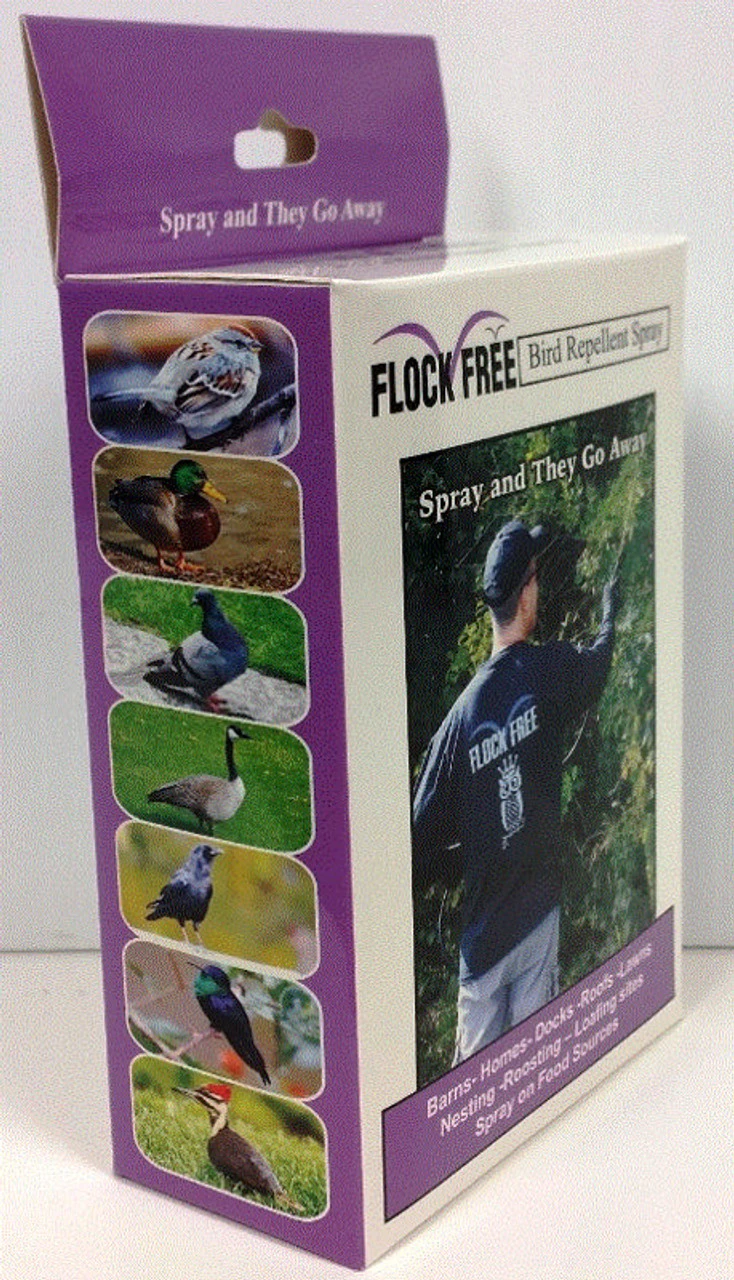 Spray and They Go Away
FLOCK FREE Bird Repellent Spray
Spray and They Go Away
FLOCK FREE
Barns- Homes- Docks -Roofs -Lawns
Nesting -Roosting – Loafing sites
Spray on Food Sources